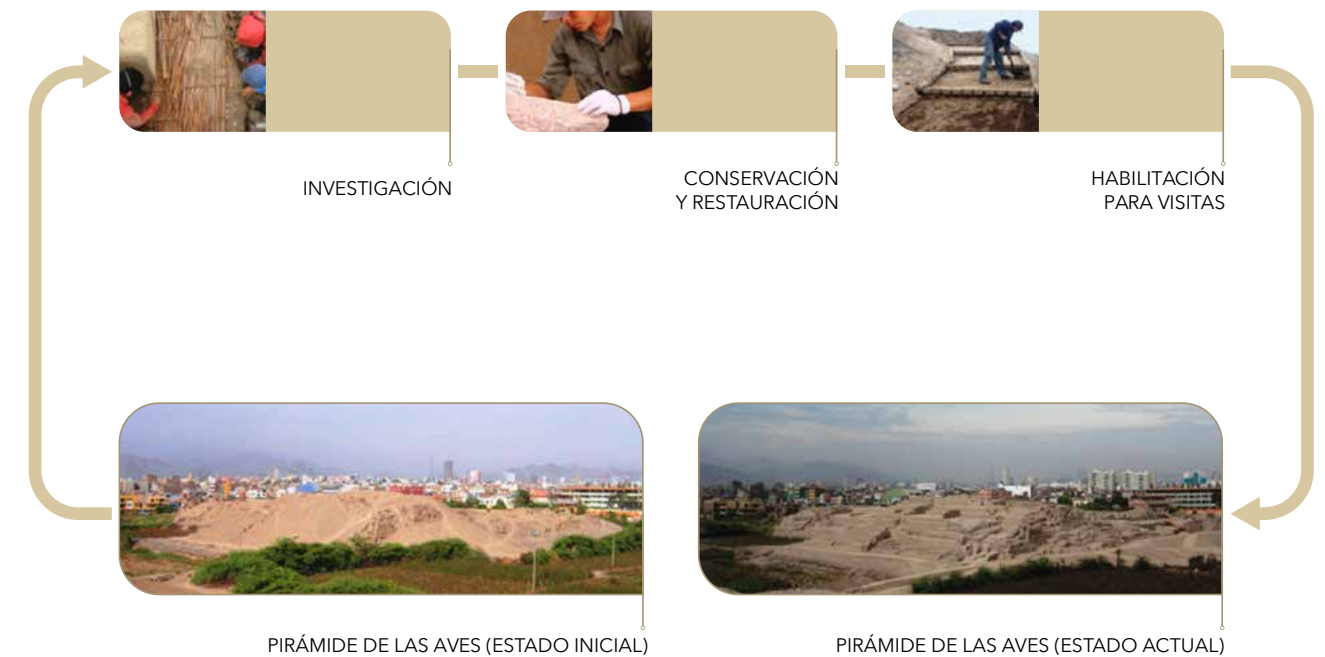 INVESTIGACIÓN
CONSERVACIÓN
Y RESTAURACIÓN
HABILITACIÓN
PARA VISITAS
PIRÁMIDE DE LAS AVES (ESTADO INICIAL)
PIRÁMIDE DE LAS AVES (ESTADO ACTUAL)